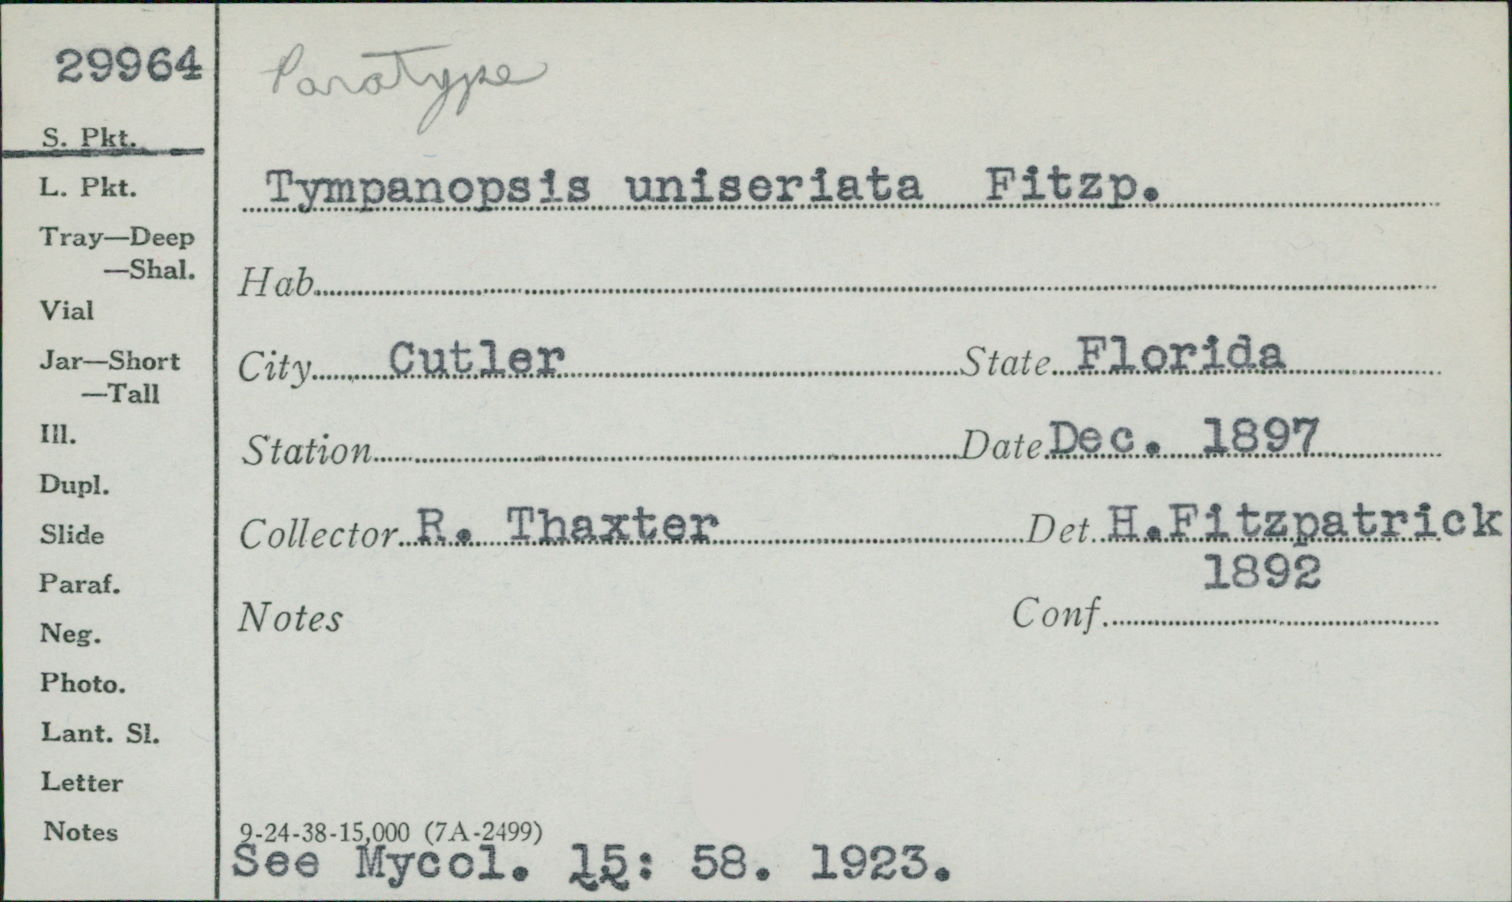 29964
Paratype
S. Pkt.
L. Pkt.
Tray—Deep
—Shal.
Vial
Jar—Short
—Tall
Ill.
Dupl.
Slide
Paraf.
Neg.
Photo.
Lant. Sl.
Letter
Notes
Tympanopsis uniseriata Fitzp.
Hab.
City Cutler State Florida
Station Date Dec. 1897
Collector R. Thaxter Det. H.Fitzpatrick
1892
Notes Conf.
9-24-38-15,000 (7A-2499)
See Mycol. 15: 58. 1923.